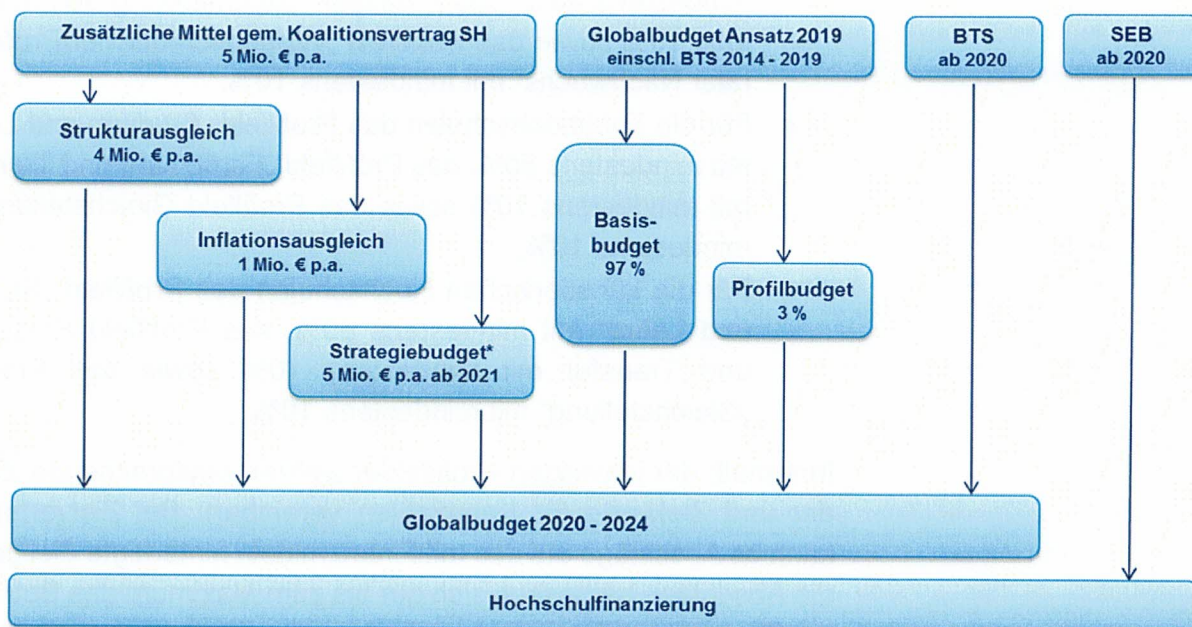 Zusätzliche Mittel gem. Koalitionsvertrag SH
5 Mio. € p.a.
Globalbudget Ansatz 2019
einschl. BTS 2014 - 2019
BTS
ab 2020
SEB
ab 2020
Strukturausgleich
4 Mio. € p.a.
Inflationsausgleich
1 Mio. € p.a.
Strategiebudget*
5 Mio. € p.a. ab 2021
Basis-
budget
97 %
Profilbudget
3 %
Globalbudget 2020 - 2024
Hochschulfinanzierung